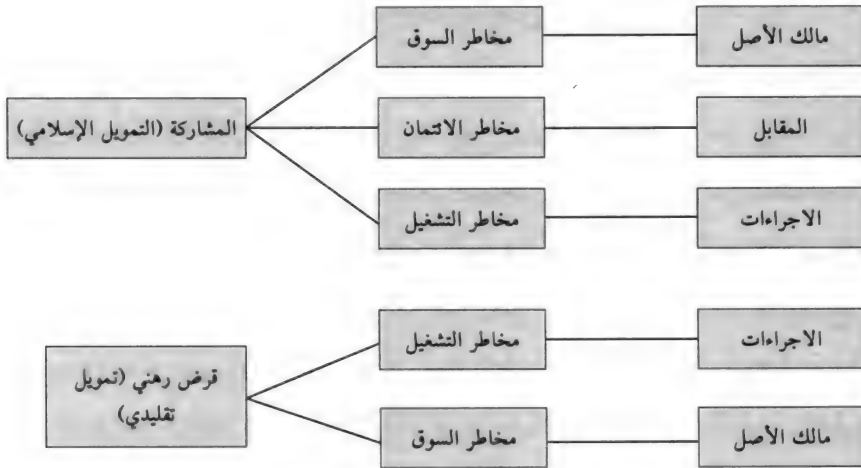 مخاطر السوق
مالك الأصل
المشاركة (التمويل الإسلامي)
مخاطر الائتمان
المقابل
مخاطر التشغيل
الاجراءات
مخاطر التشغيل
الاجراءات
قرض رهني (تمويل
تقليدي)
مخاطر السوق
مالك الأصل